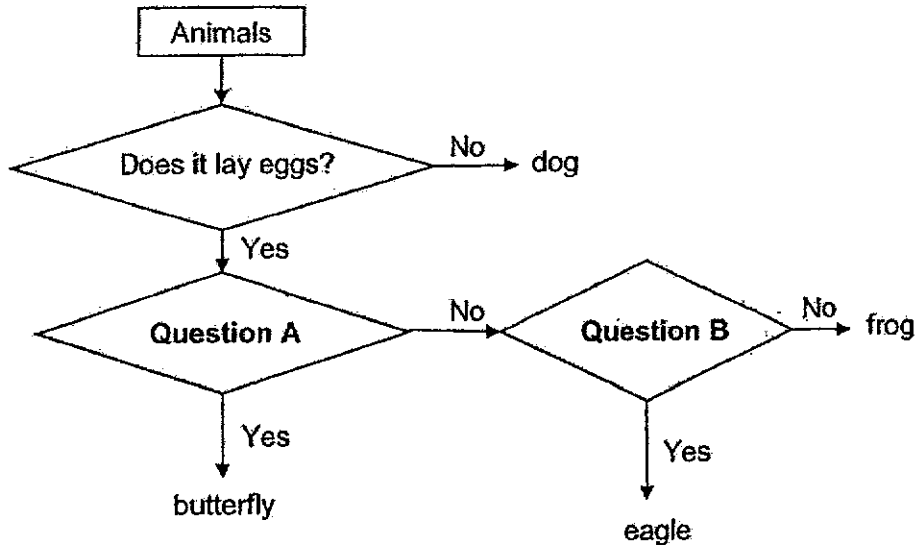 Animals
Does it lay eggs?
No
dog
Yes
Question A
No
Question B
No
frog
Yes
butterfly
Yes
eagle